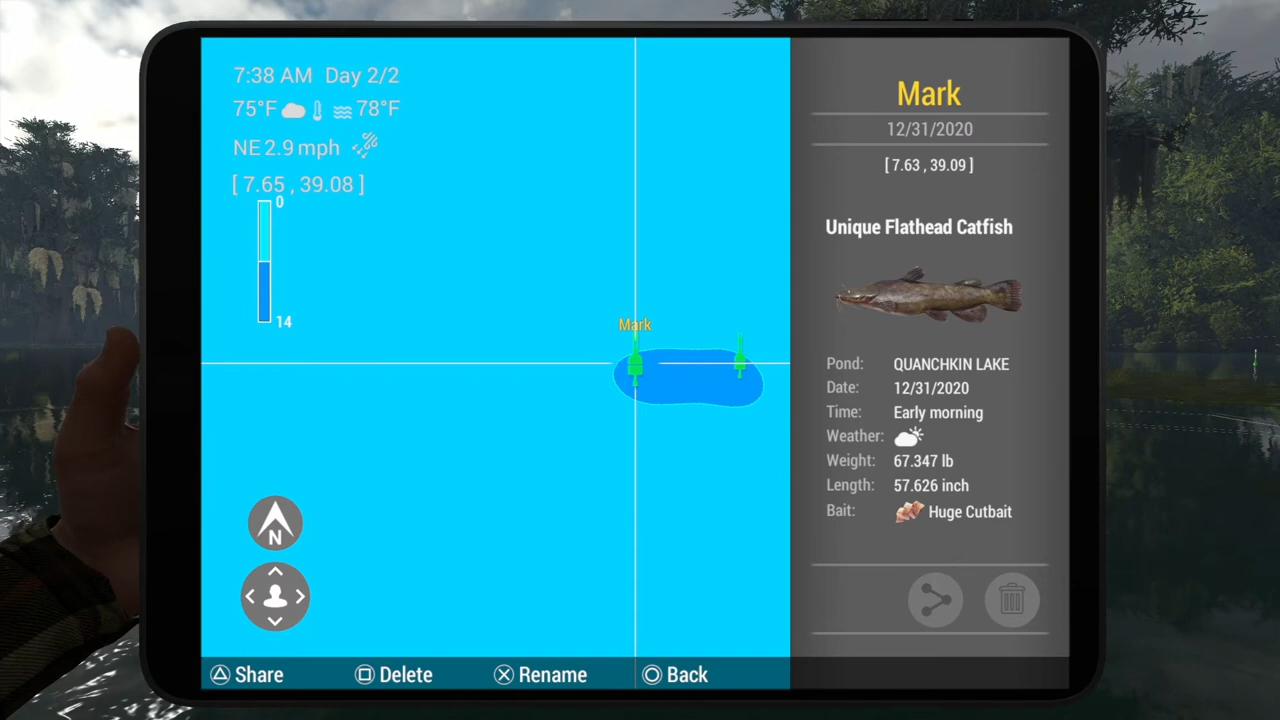 7:38 AM Day 2/2
75°F 78°F
NE 2.9 mph
[ 7.65 , 39.08 ]
0
14
Mark
N
Share
Delete
Rename
Back
Mark
12/31/2020
[ 7.63 , 39.09 ]
Unique Flathead Catfish
Pond: QUANCHKIN LAKE
Date: 12/31/2020
Time: Early morning
Weather:
Weight: 67.347 lb
Length: 57.626 inch
Bait: Huge Cutbait